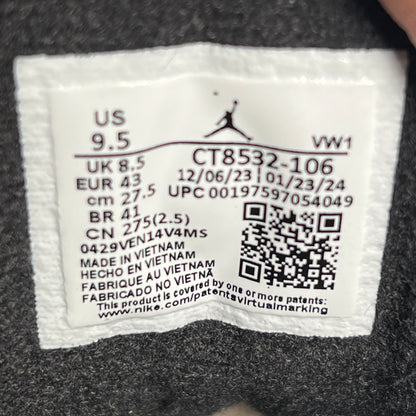 US
9.5
VW1
UK 8.5
CT8532-106
EUR 43
12/06/23 01/23/24
cm 27.5
UPC 00197597054049
BR 41
CN 275(2.5)
0429VEN14V4MS
MADE IN VIETNAM
HECHO EN VIETNAM
FABRIQUE AU VIETNAM
FABRICADO NO VIETNÃ
This product is covered by one or more patents:
www.nike.com/patentsvirtualmarking